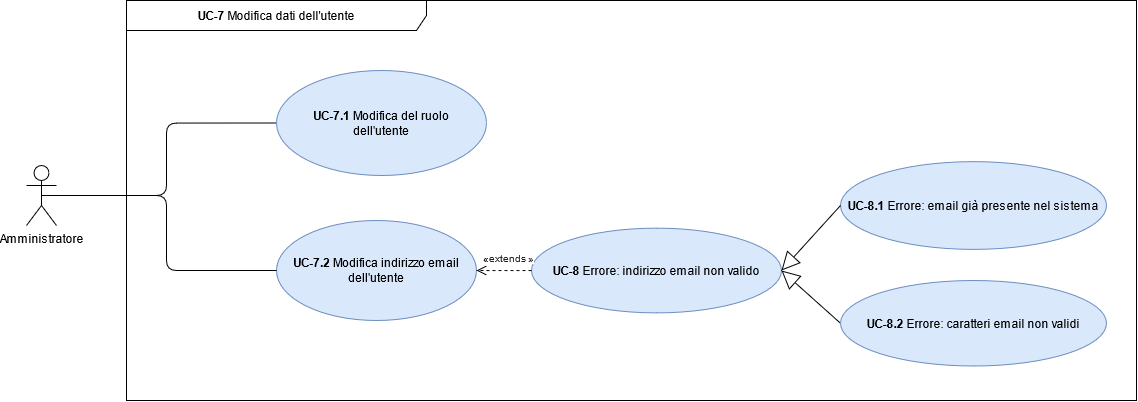 UC-7 Modifica dati dell'utente
UC-7.1 Modifica del ruolo
dell'utente
Amministratore
UC-7.2 Modifica indirizzo email
dell'utente
«extends »
UC-8 Errore: indirizzo email non valido
UC-8.1 Errore: email già presente nel sistema
UC-8.2 Errore: caratteri email non validi